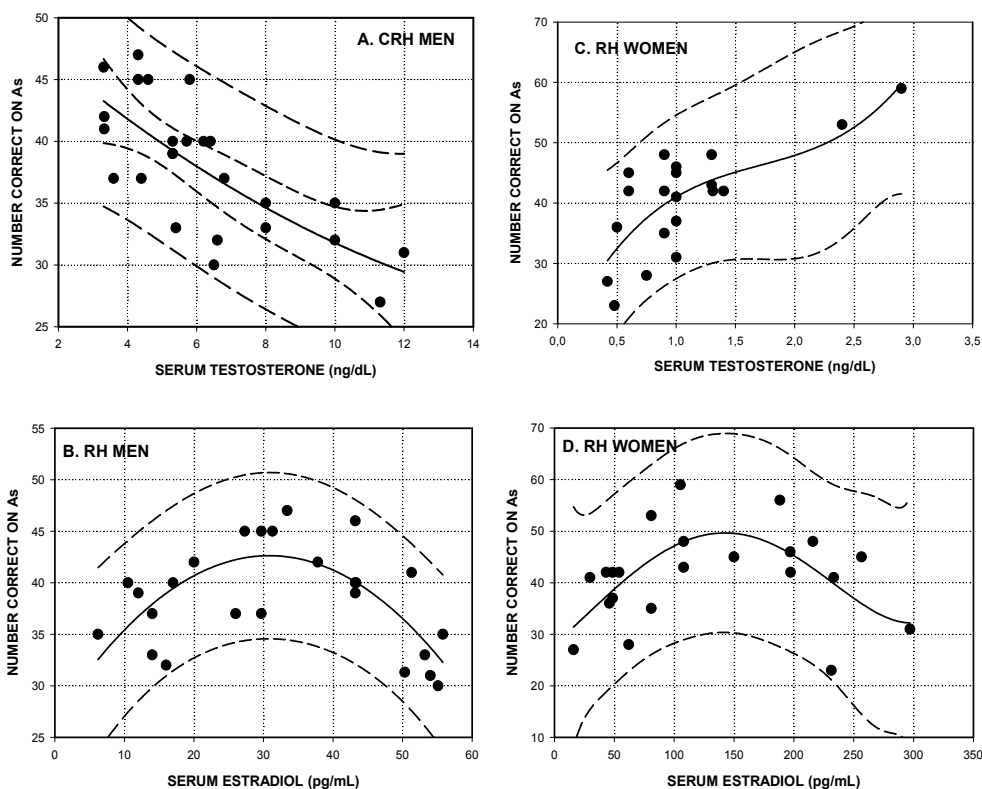 A. CRH MEN
NUMBER CORRECT ON As
50
45
40
35
30
25
2 4 6 8 10 12 14
SERUM TESTOSTERONE (ng/dL)
C. RH WOMEN
NUMBER CORRECT ON As
70
60
50
40
30
20
0,0 0,5 1,0 1,5 2,0 2,5 3,0 3,5
SERUM TESTOSTERONE (ng/dL)
B. RH MEN
NUMBER CORRECT ON As
55
50
45
40
35
30
25
0 10 20 30 40 50 60
SERUM ESTRADIOL (pg/mL)
D. RH WOMEN
NUMBER CORRECT ON As
70
60
50
40
30
20
10
0 50 100 150 200 250 300 350
SERUM ESTRADIOL (pg/mL)